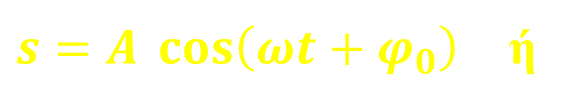 s = A cos(ωt + φ₀) ή